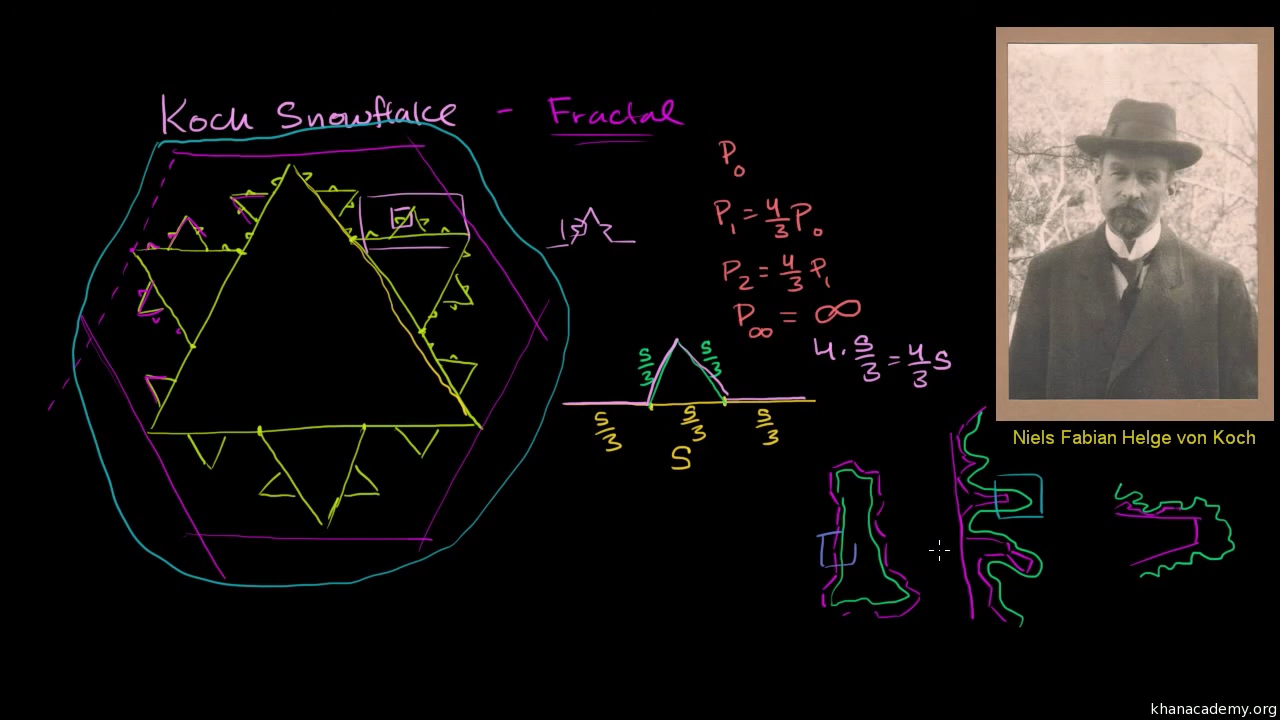 Koch Snowflake - Fractal
P₀
P₁ = 4/3 P₀
P₂ = 4/3 P₁
P∞ = ∞
4 · s/3 = 4/3 s
s/3 s/3
s/3 s/3 s/3
S
Niels Fabian Helge von Koch
khanacademy.org